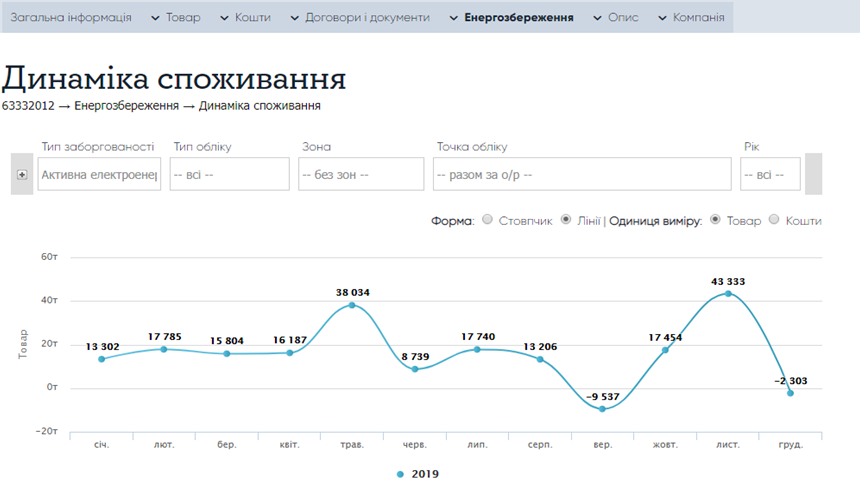 Загальна інформація Товар Кошти Договори і документи Енергозбереження Опис Компанія
Динаміка споживання
63332012 → Енергозбереження → Динаміка споживання
Тип заборгованості Тип обліку Зона Точка обліку Рік
Активна електроенер -- всі -- -- без зон -- -- разом за о/р -- -- всі --
Форма: Стовпчик Лінії | Одиниця виміру: Товар Кошти
60т
40т
20т
0т
−20т
Товар
13 302
17 785
15 804
16 187
38 034
8 739
17 740
13 206
−9 537
17 454
43 333
−2 303
січ. лют. бер. квіт. трав. черв. лип. серп. вер. жовт. лист. груд.
2019